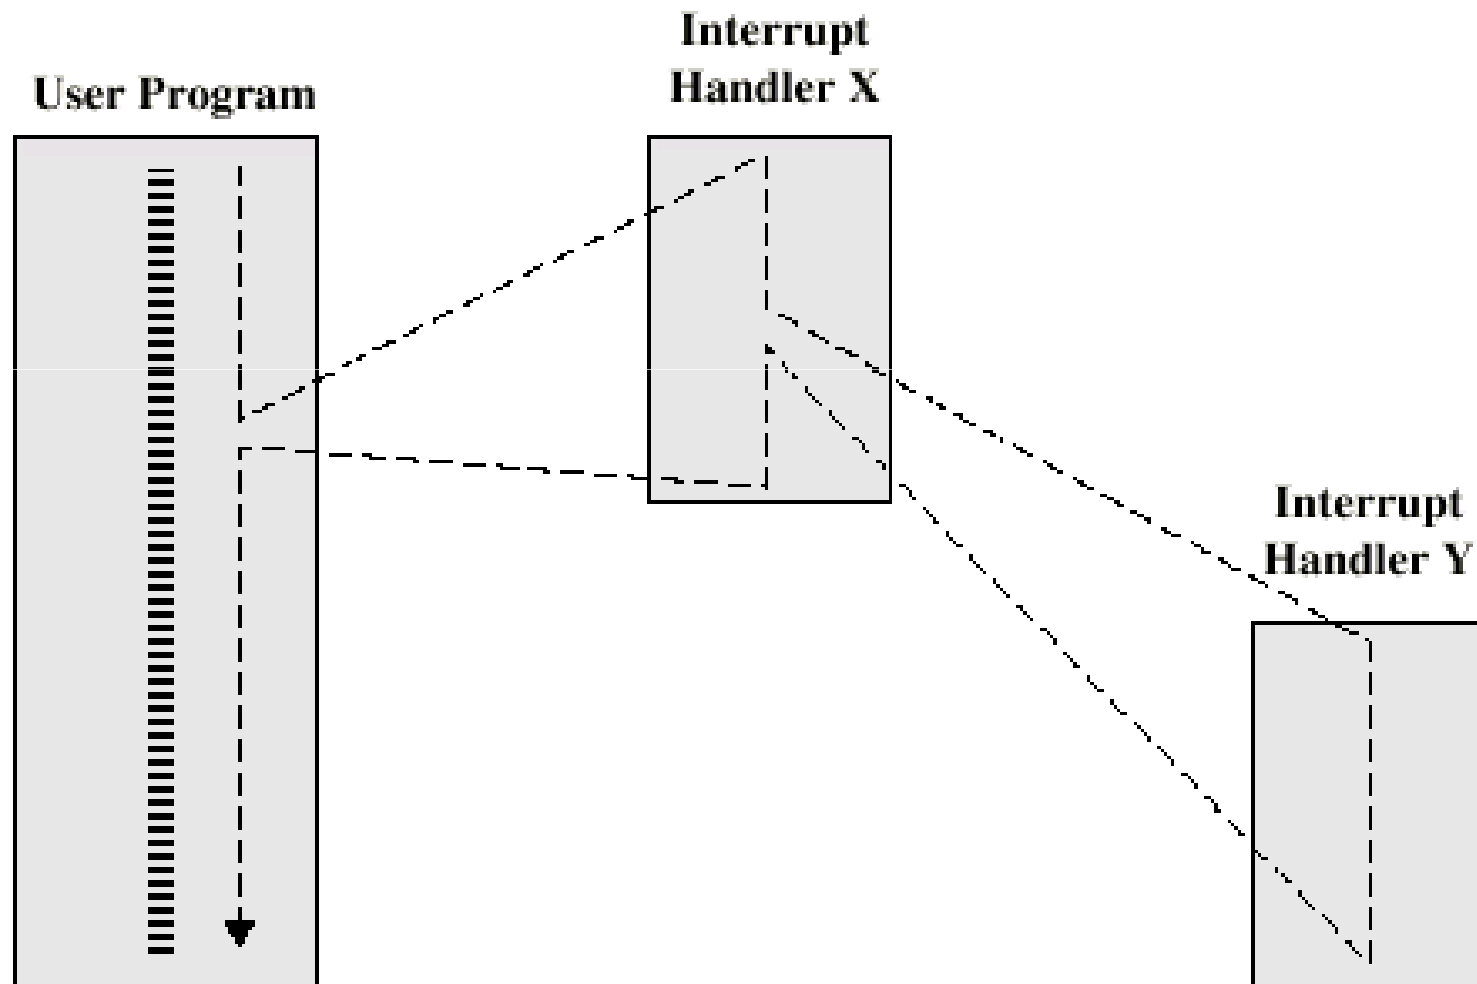 User Program
Interrupt
Handler X
Interrupt
Handler Y